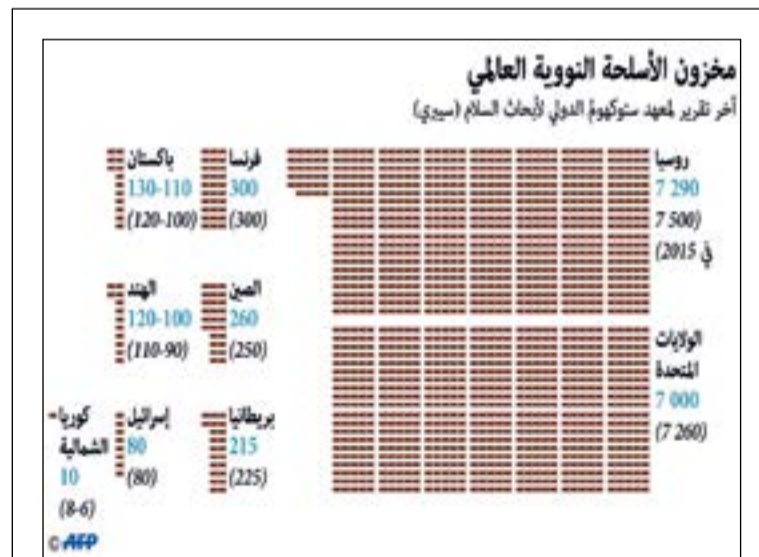 مخزون الأسلحة النووية العالمي
آخر تقرير لمعهد ستوكهولم الدولي لأبحاث السلام (سيبري)
روسيا
7 290
(7 500
في 2015)
فرنسا
300
(300)
باكستان
130-110
(120-100)
الصين
260
(250)
الهند
120-100
(110-90)
الولايات
المتحدة
7 000
(7 260)
بريطانيا
215
(225)
إسرائيل
80
(80)
كوريا
الشمالية
10
(8-6)
© AFP